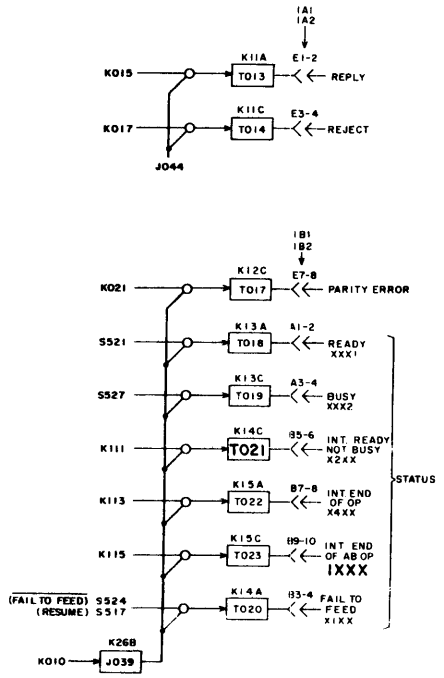 1A1
1A2
K11A
E1-2
K015
T013
REPLY
K11C
E3-4
K017
T014
REJECT
J044
1B1
1B2
K12C
E7-8
K021
T017
PARITY ERROR
K13A
A1-2
S521
T018
READY
XXX1
K13C
A3-4
S527
T019
BUSY
XXX2
K14C
B5-6
K111
T021
INT. READY
NOT BUSY
X2XX
STATUS
K15A
B7-8
K113
T022
INT. END
OF OP
X4XX
K15C
B9-10
K115
T023
INT END
OF AB OP
1XXX
K14A
B3-4
(FAIL TO FEED) S524
(RESUME) S517
T020
FAIL TO
FEED
X1XX
K26B
K010
J039